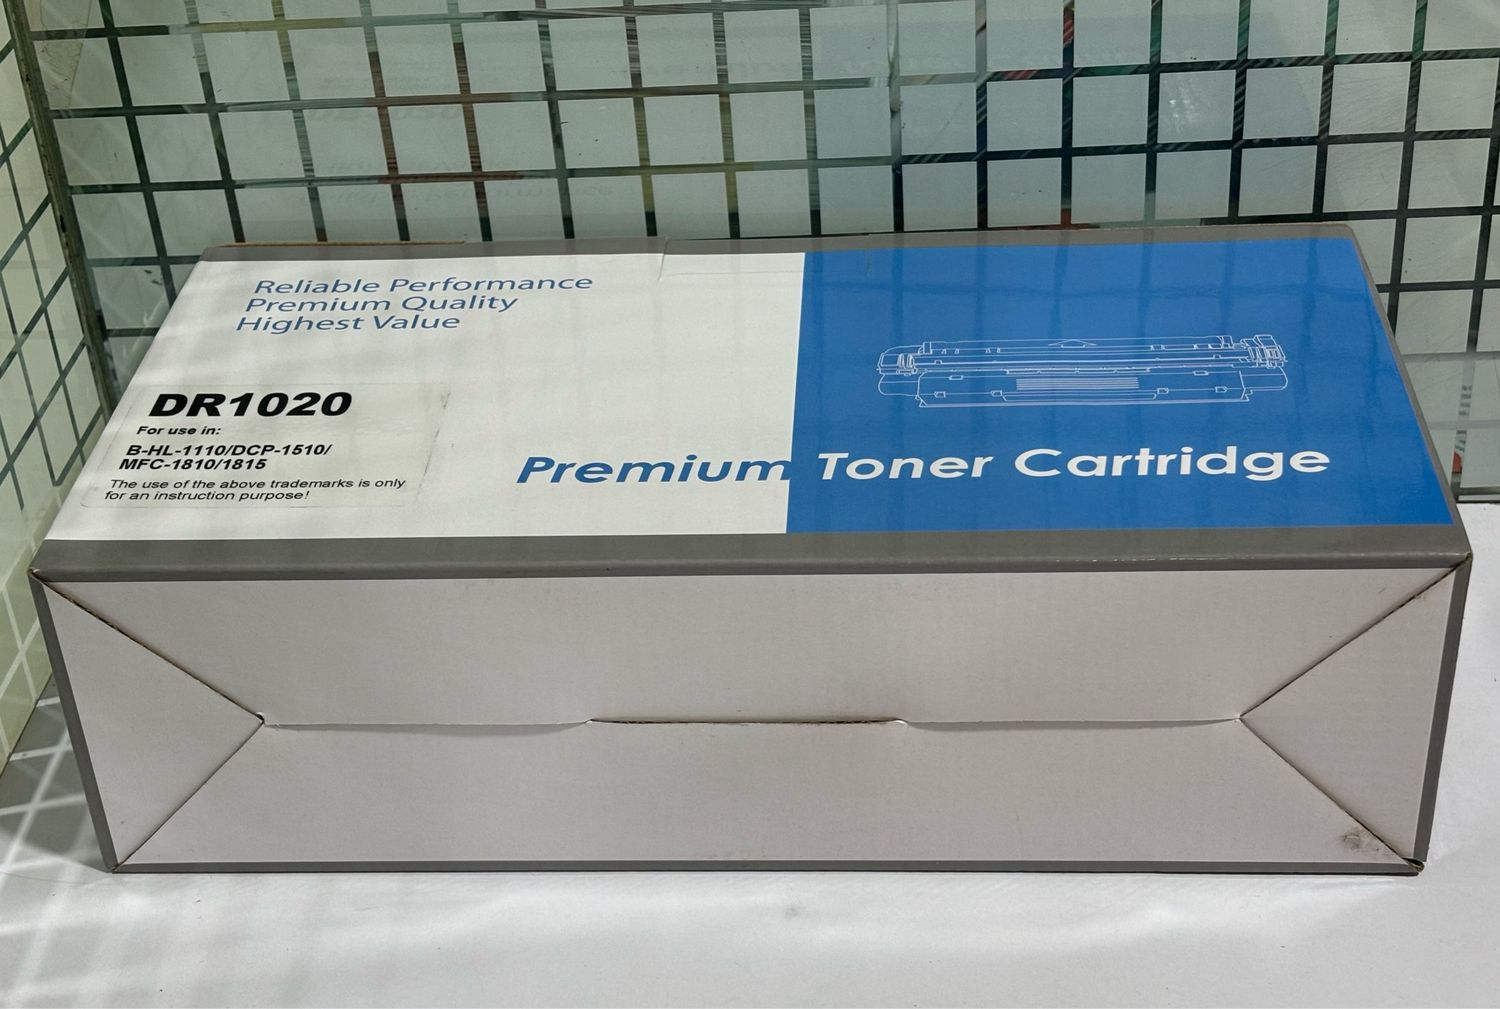 Reliable Performance
Premium Quality
Highest Value
DR1020
For use in:
B-HL-1110/DCP-1510/
MFC-1810/1815
The use of the above trademarks is only
for an instruction purpose!
Premium Toner Cartridge